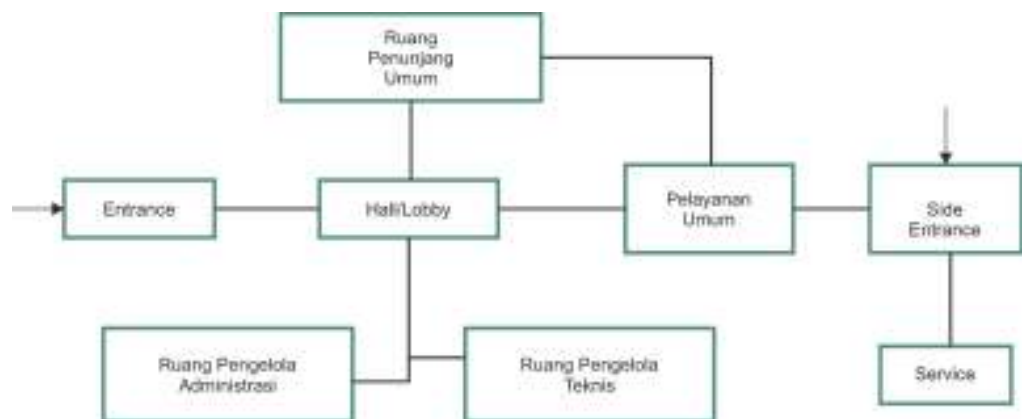 Ruang
Penunjang
Umum
Entrance
Hall/Lobby
Pelayanan
Umum
Side
Entrance
Ruang Pengelola
Administrasi
Ruang Pengelola
Teknis
Service